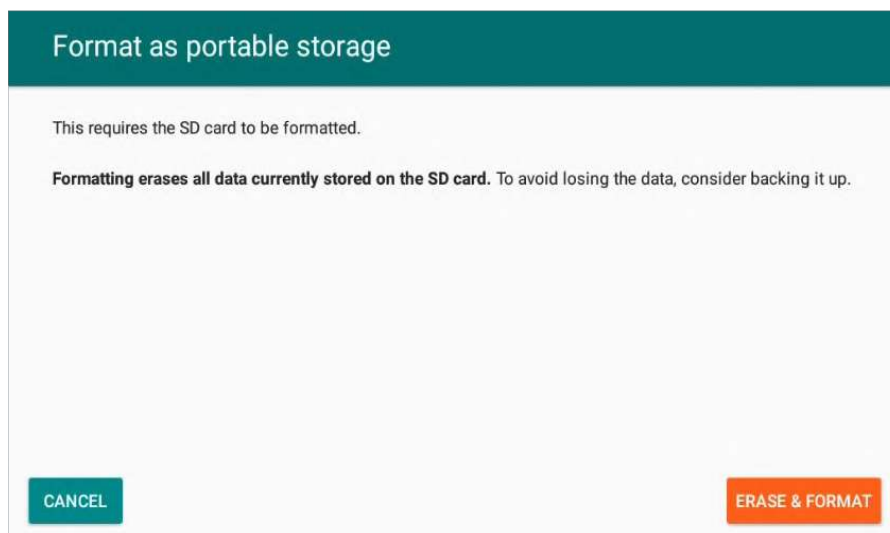 Format as portable storage
This requires the SD card to be formatted.
Formatting erases all data currently stored on the SD card. To avoid losing the data, consider backing it up.
CANCEL
ERASE & FORMAT